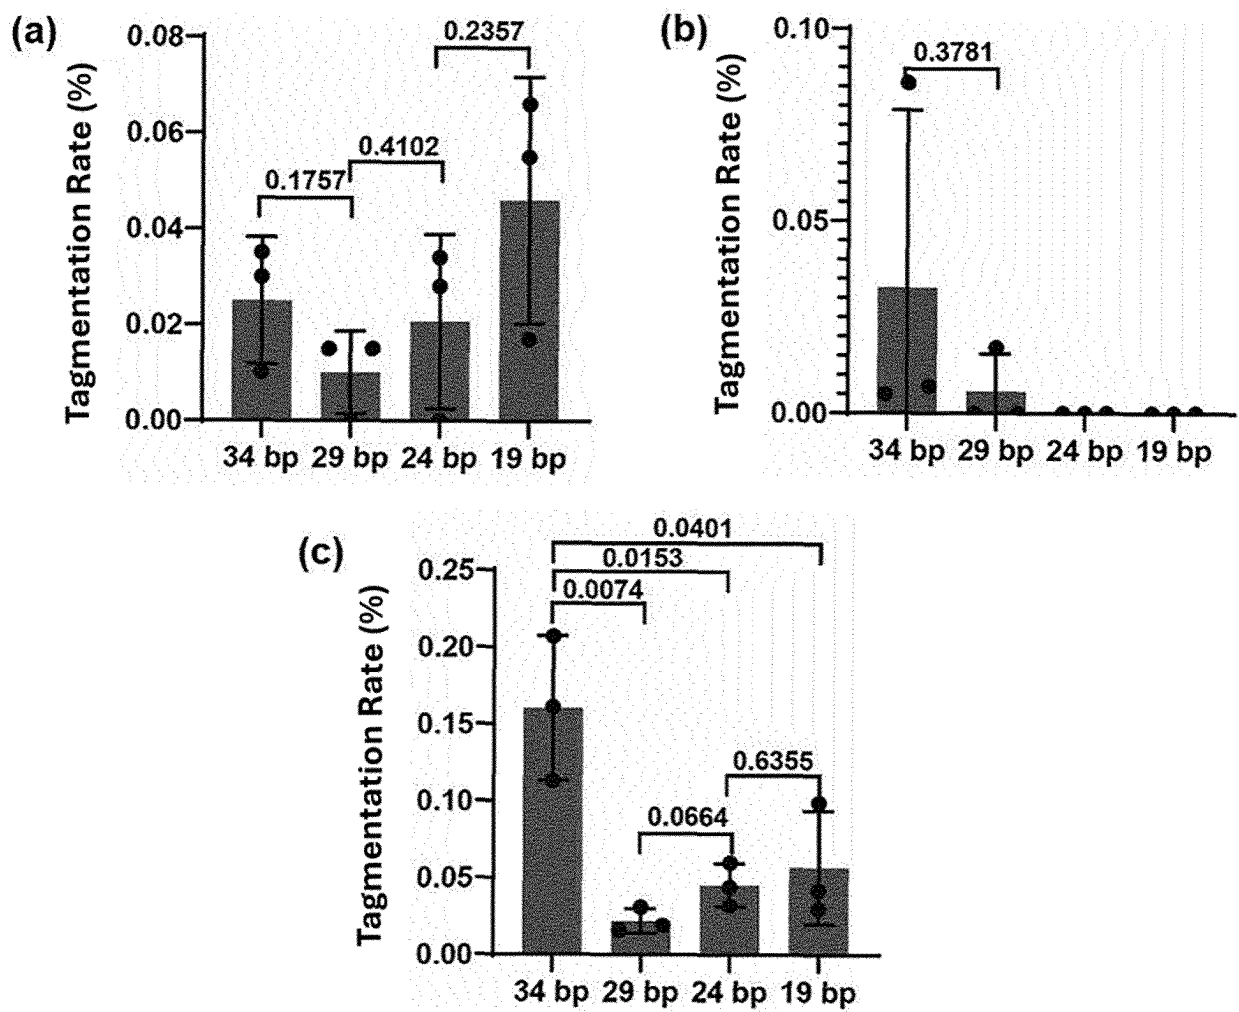 (a)
Tagmentation Rate (%)
0.08
0.06
0.04
0.02
0.00
0.1757
0.4102
0.2357
34 bp 29 bp 24 bp 19 bp
(b)
Tagmentation Rate (%)
0.10
0.05
0.00
0.3781
34 bp 29 bp 24 bp 19 bp
(c)
Tagmentation Rate (%)
0.25
0.20
0.15
0.10
0.05
0.00
0.0401
0.0153
0.0074
0.6355
0.0664
34 bp 29 bp 24 bp 19 bp